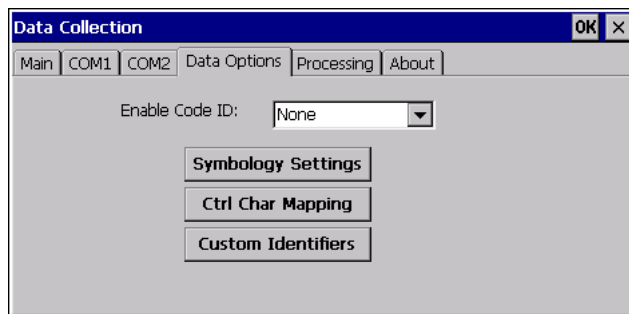 Data Collection OK ×
Main COM1 COM2 Data Options Processing About
Enable Code ID: None
Symbology Settings
Ctrl Char Mapping
Custom Identifiers